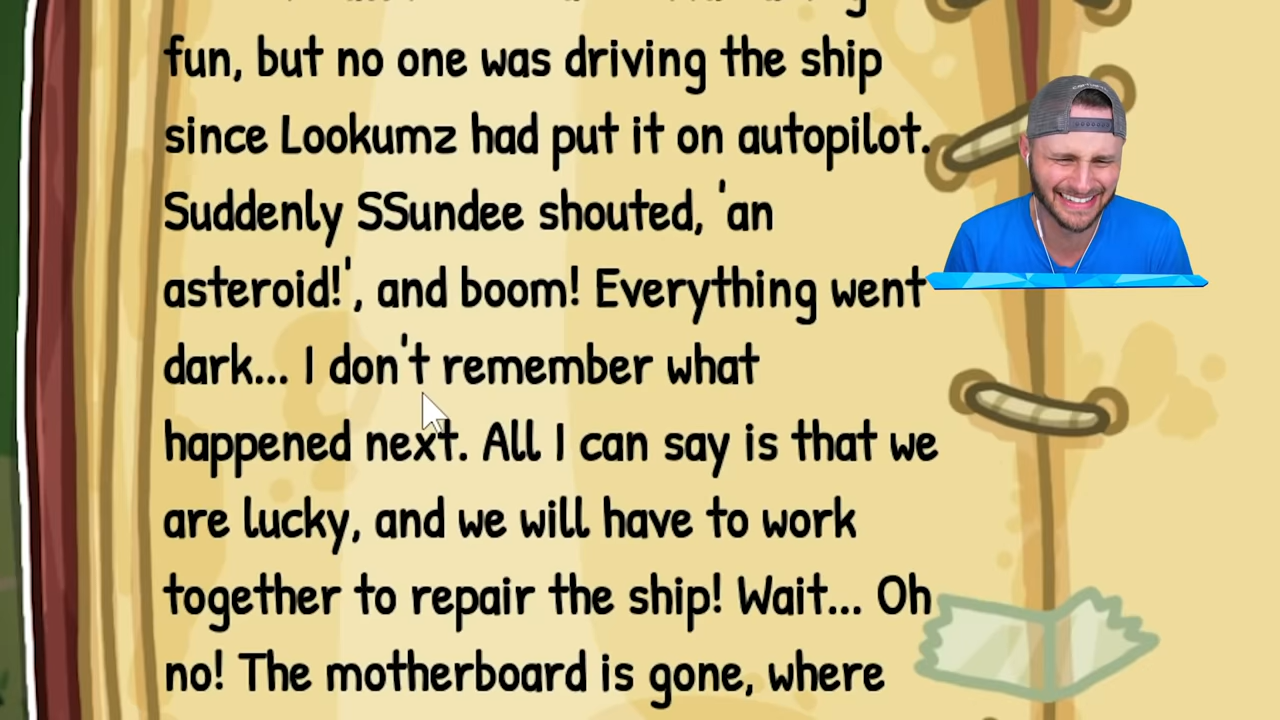 fun, but no one was driving the ship
since Lookumz had put it on autopilot.
Suddenly SSundee shouted, 'an
asteroid!', and boom! Everything went
dark... I don't remember what
happened next. All I can say is that we
are lucky, and we will have to work
together to repair the ship! Wait... Oh
no! The motherboard is gone, where